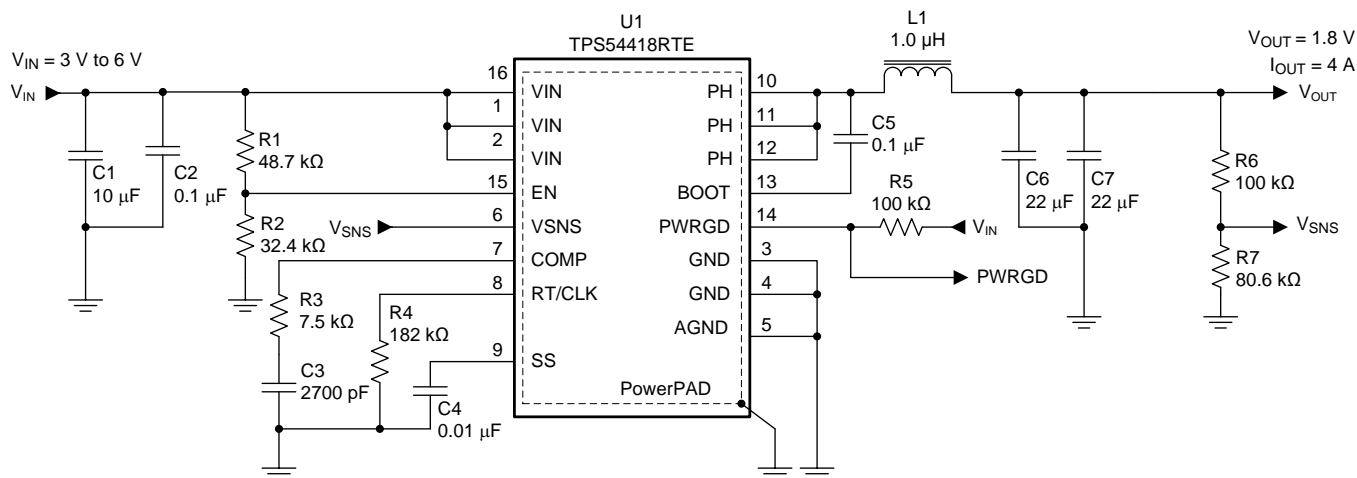 U1
TPS54418RTE
L1
1.0 µH
V_IN = 3 V to 6 V
V_IN
V_OUT = 1.8 V
I_OUT = 4 A
V_OUT
C1
10 µF
C2
0.1 µF
R1
48.7 kΩ
R2
32.4 kΩ
V_SNS
R3
7.5 kΩ
C3
2700 pF
R4
182 kΩ
C4
0.01 µF
16
VIN
1
VIN
2
VIN
15
EN
6
VSNS
7
COMP
8
RT/CLK
9
SS
PH
10
PH
11
PH
12
BOOT
13
PWRGD
14
GND
3
GND
4
AGND
5
PowerPAD
C5
0.1 µF
R5
100 kΩ
V_IN
PWRGD
C6
22 µF
C7
22 µF
R6
100 kΩ
V_SNS
R7
80.6 kΩ